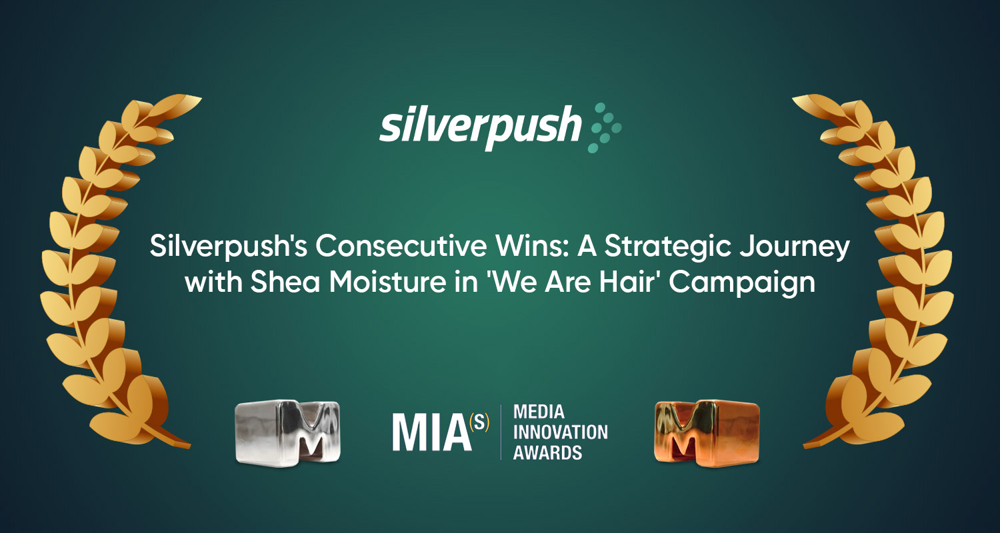 silverpush
Silverpush's Consecutive Wins: A Strategic Journey
with Shea Moisture in 'We Are Hair' Campaign
M
MIA(S)
MEDIA
INNOVATION
AWARDS
M